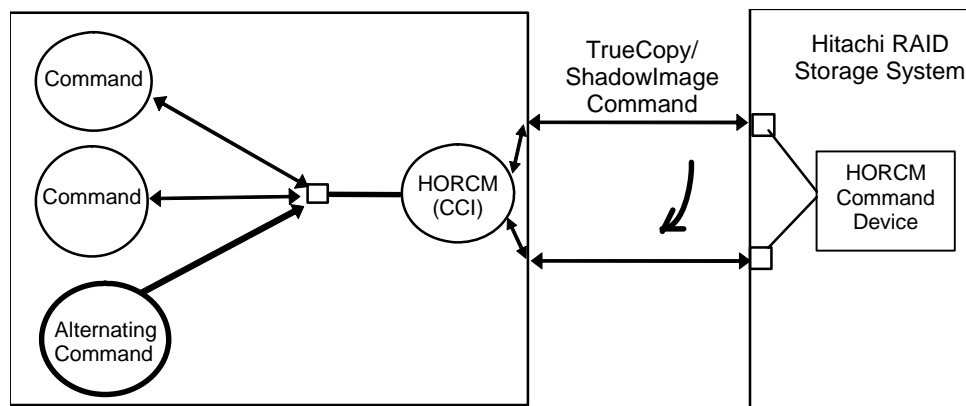 Command
Command
Alternating
Command
HORCM
(CCI)
TrueCopy/
ShadowImage
Command
Hitachi RAID
Storage System
HORCM
Command
Device